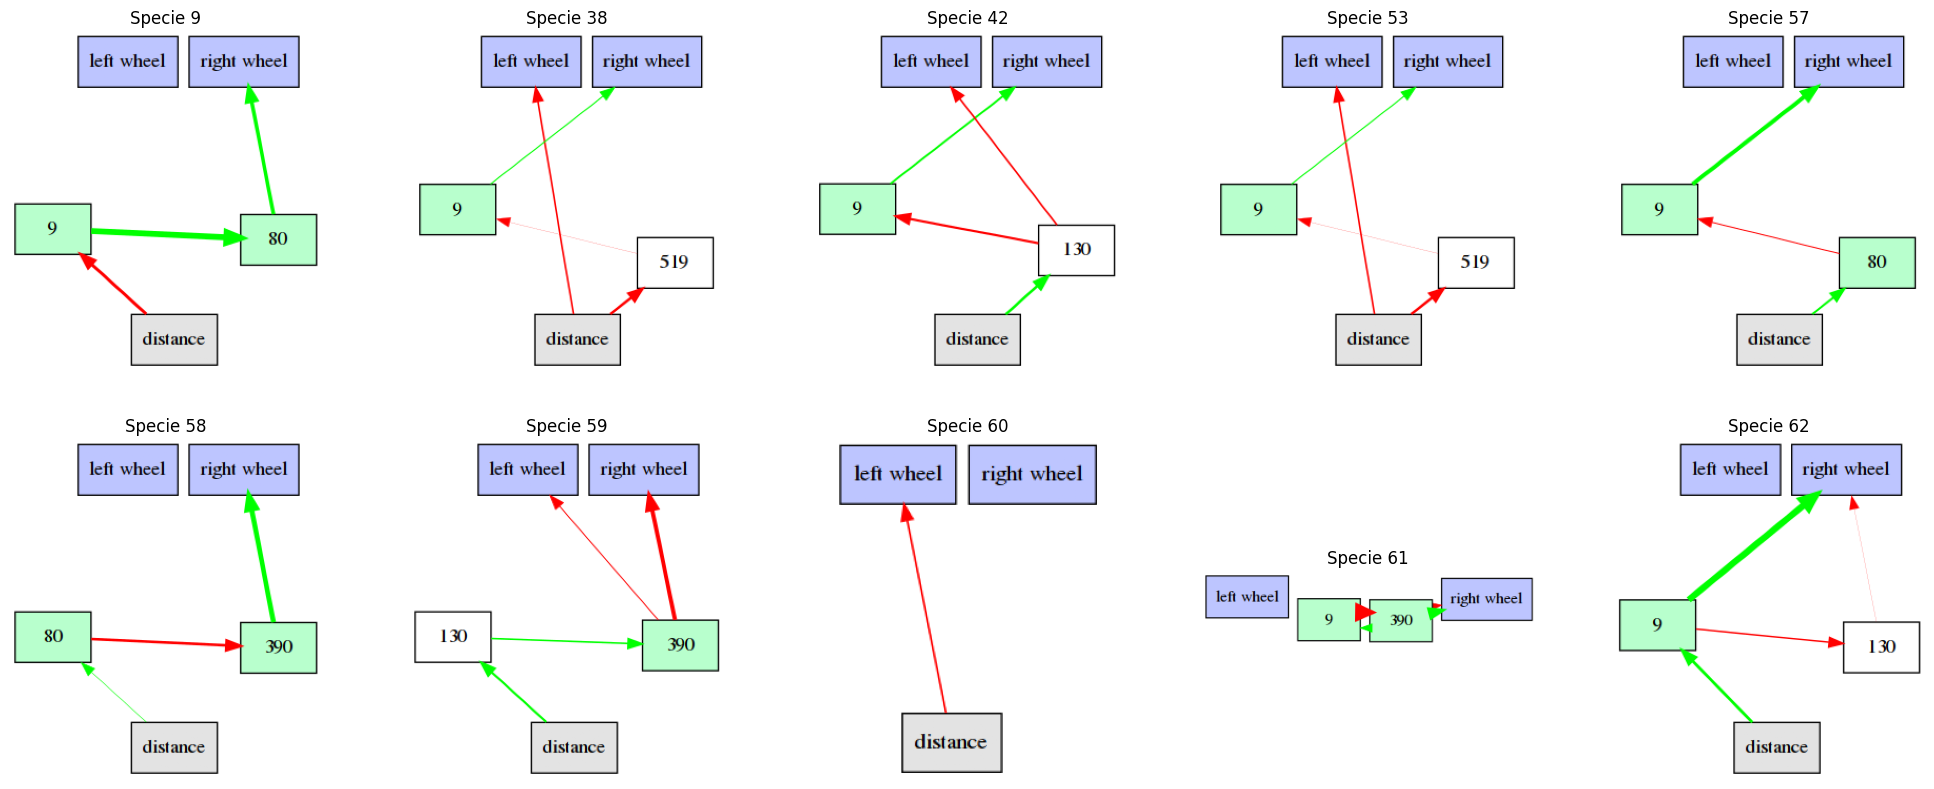 Specie 9
left wheel
right wheel
9
80
distance
Specie 38
left wheel
right wheel
9
519
distance
Specie 42
left wheel
right wheel
9
130
distance
Specie 53
left wheel
right wheel
9
519
distance
Specie 57
left wheel
right wheel
9
80
distance
Specie 58
left wheel
right wheel
80
390
distance
Specie 59
left wheel
right wheel
130
390
distance
Specie 60
left wheel
right wheel
distance
Specie 61
left wheel
right wheel
9
390
Specie 62
left wheel
right wheel
9
130
distance